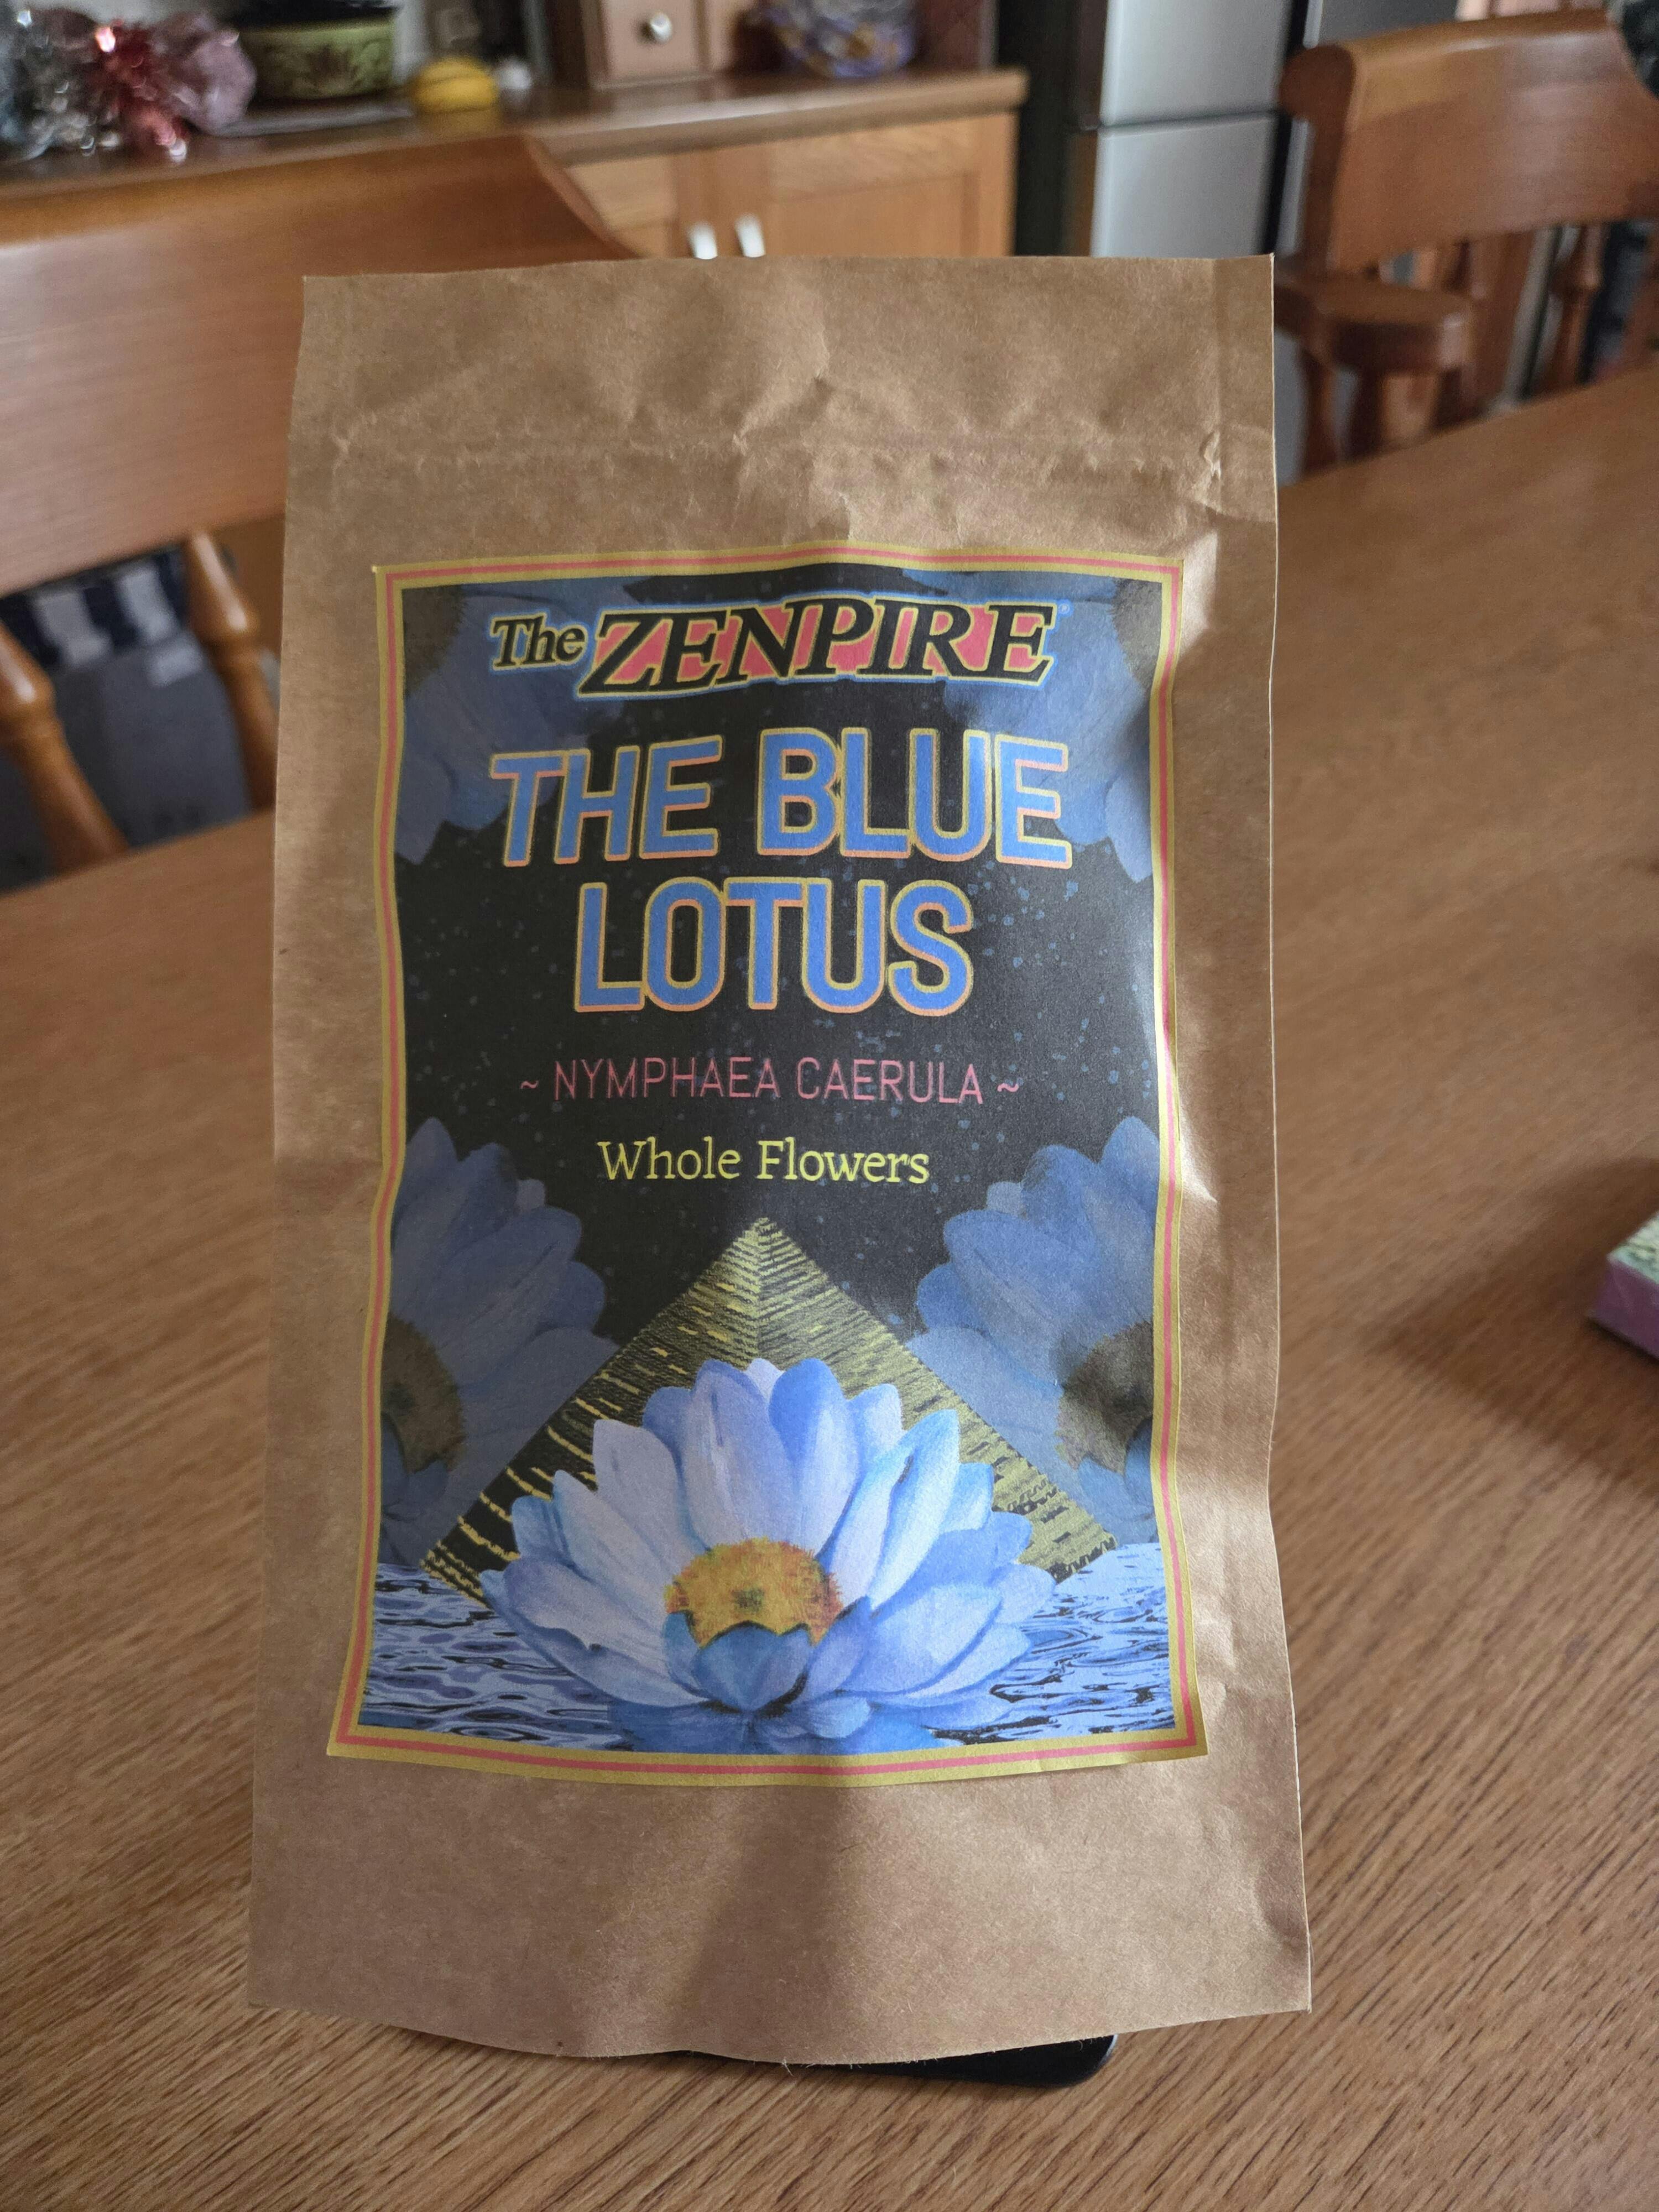 The ZENPIRE®
THE BLUE
LOTUS
~ NYMPHAEA CAERULA ~
Whole Flowers